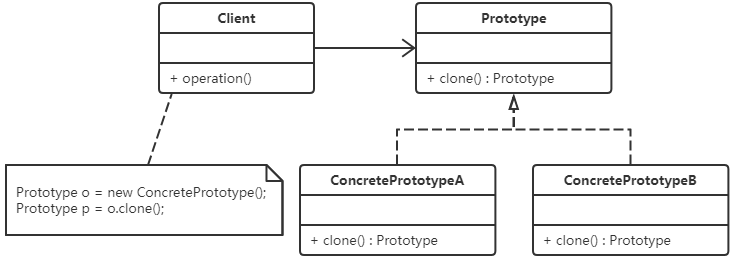 Client
+ operation()
Prototype
+ clone() : Prototype
Prototype o = new ConcretePrototype();
Prototype p = o.clone();
ConcretePrototypeA
+ clone() : Prototype
ConcretePrototypeB
+ clone() : Prototype